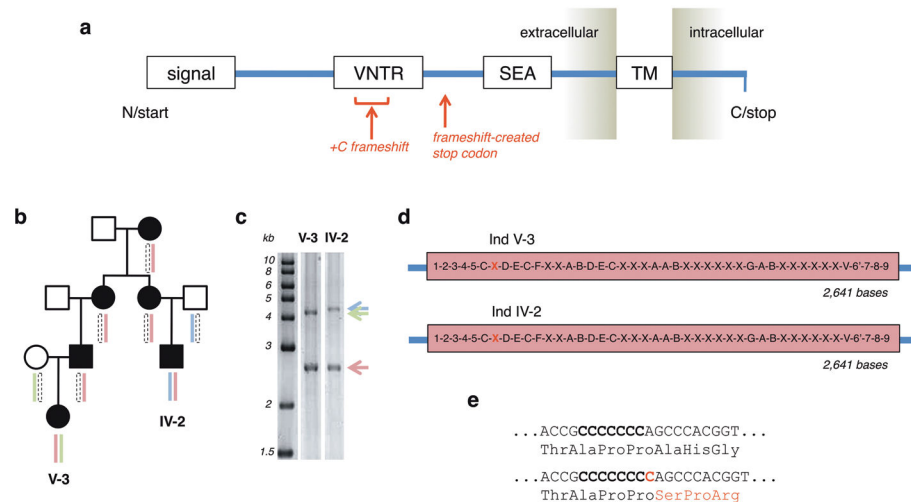 a
extracellular intracellular
signal VNTR SEA TM
N/start C/stop
+C frameshift
frameshift-created
stop codon
b
IV-2
V-3
c
V-3 IV-2
kb
10
8
6
5
4
3
2
1.5
d
Ind V-3
1-2-3-4-5-C-X-D-E-C-F-X-X-A-B-D-E-C-X-X-X-A-A-B-X-X-X-X-X-X-G-A-B-X-X-X-X-X-X-V-6'-7-8-9
2,641 bases
Ind IV-2
1-2-3-4-5-C-X-D-E-C-F-X-X-A-B-D-E-C-X-X-X-A-A-B-X-X-X-X-X-X-G-A-B-X-X-X-X-X-X-V-6'-7-8-9
2,641 bases
e
...ACCGCCCCCCCAGCCCACGGT...
ThrAlaProProAlaHisGly
...ACCGCCCCCCCCAGCCCACGGT...
ThrAlaProProSerProArg